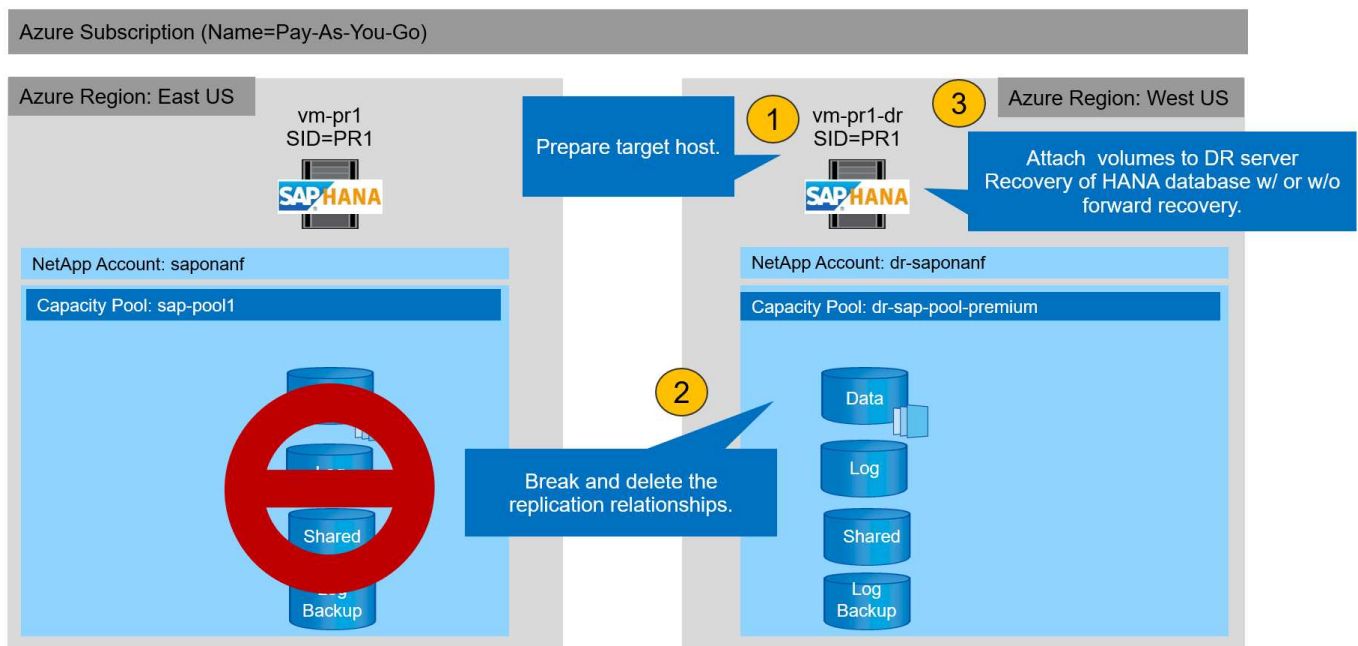 Azure Subscription (Name=Pay-As-You-Go)
Azure Region: East US
vm-pr1
SID=PR1
SAP HANA
NetApp Account: saponanf
Capacity Pool: sap-pool1
Shared
Log
Backup
Prepare target host.
1
2
Break and delete the
replication relationships.
vm-pr1-dr
SID=PR1
SAP HANA
3
Azure Region: West US
Attach volumes to DR server
Recovery of HANA database w/ or w/o
forward recovery.
NetApp Account: dr-saponanf
Capacity Pool: dr-sap-pool-premium
Data
Log
Shared
Log
Backup